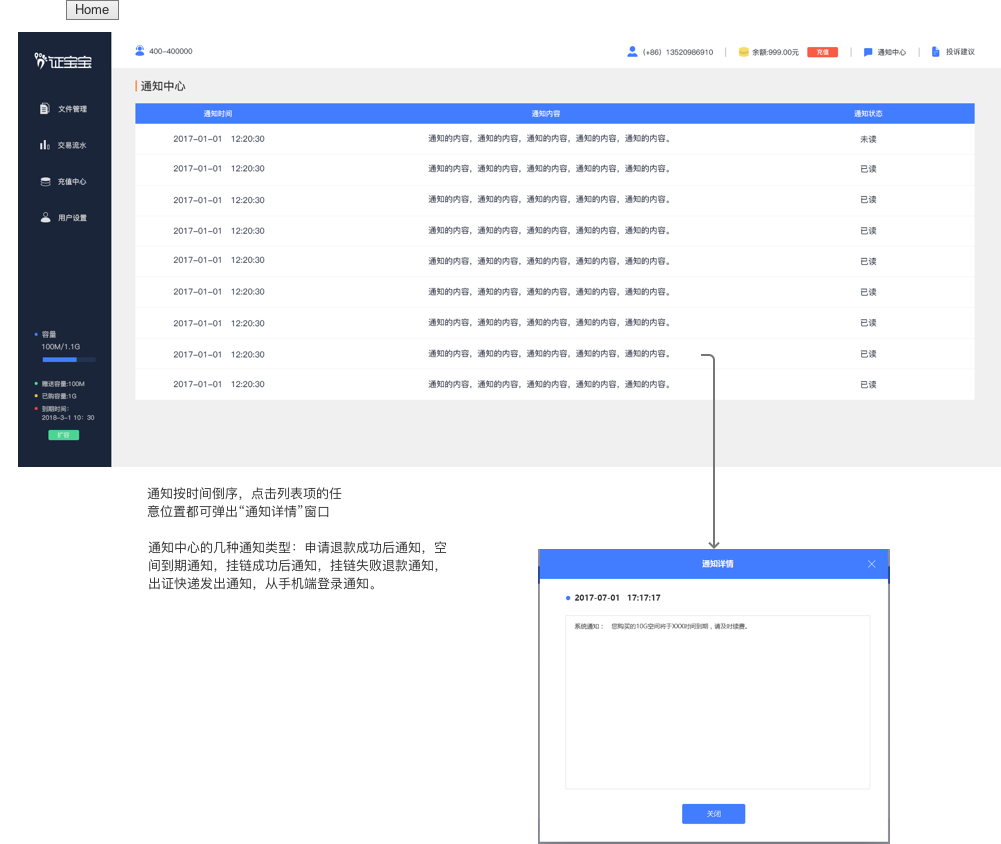 Home
证宝宝
400-400000
(+86) 13520986910
余额:999.00元
充值
通知中心
投诉建议
文件管理
交易流水
充值中心
用户设置
容量
100M/1.1G
赠送容量:100M
已购容量:1G
到期时间:
2018-3-1 10: 30
扩容
通知中心
通知时间 通知内容 通知状态
2017-01-01 12:20:30 通知的内容，通知的内容，通知的内容，通知的内容，通知的内容。 未读
2017-01-01 12:20:30 通知的内容，通知的内容，通知的内容，通知的内容，通知的内容。 已读
2017-01-01 12:20:30 通知的内容，通知的内容，通知的内容，通知的内容，通知的内容。 已读
2017-01-01 12:20:30 通知的内容，通知的内容，通知的内容，通知的内容，通知的内容。 已读
2017-01-01 12:20:30 通知的内容，通知的内容，通知的内容，通知的内容，通知的内容。 已读
2017-01-01 12:20:30 通知的内容，通知的内容，通知的内容，通知的内容，通知的内容。 已读
2017-01-01 12:20:30 通知的内容，通知的内容，通知的内容，通知的内容，通知的内容。 已读
2017-01-01 12:20:30 通知的内容，通知的内容，通知的内容，通知的内容，通知的内容。 已读
2017-01-01 12:20:30 通知的内容，通知的内容，通知的内容，通知的内容，通知的内容。 已读
通知按时间倒序，点击列表项的任
意位置都可弹出“通知详情”窗口
通知中心的几种通知类型：申请退款成功后通知，空
间到期通知，挂链成功后通知，挂链失败退款通知，
出证快递发出通知，从手机端登录通知。
通知详情
2017-07-01 17:17:17
系统通知： 您购买的10G空间将于XXX时间到期，请及时续费。
关闭